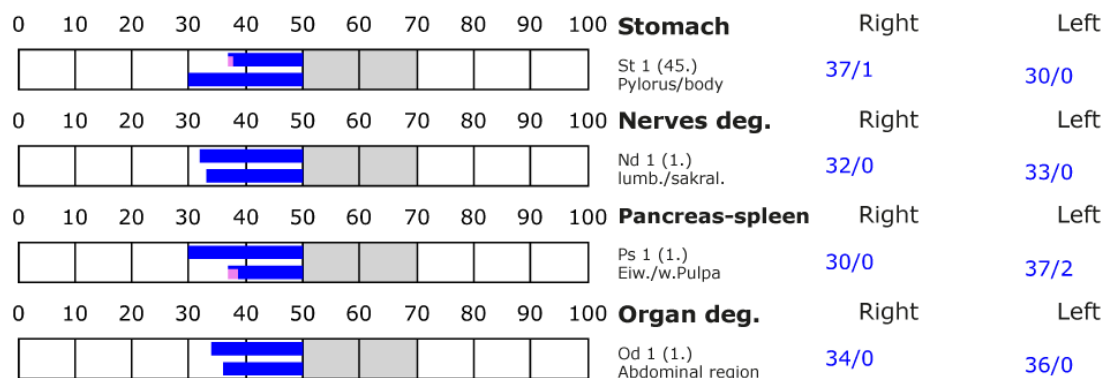 0 10 20 30 40 50 60 70 80 90 100 Stomach Right Left
St 1 (45.) 37/1 30/0
Pylorus/body
0 10 20 30 40 50 60 70 80 90 100 Nerves deg. Right Left
Nd 1 (1.) 32/0 33/0
lumb./sakral.
0 10 20 30 40 50 60 70 80 90 100 Pancreas-spleen Right Left
Ps 1 (1.) 30/0 37/2
Eiw./w.Pulpa
0 10 20 30 40 50 60 70 80 90 100 Organ deg. Right Left
Od 1 (1.) 34/0 36/0
Abdominal region